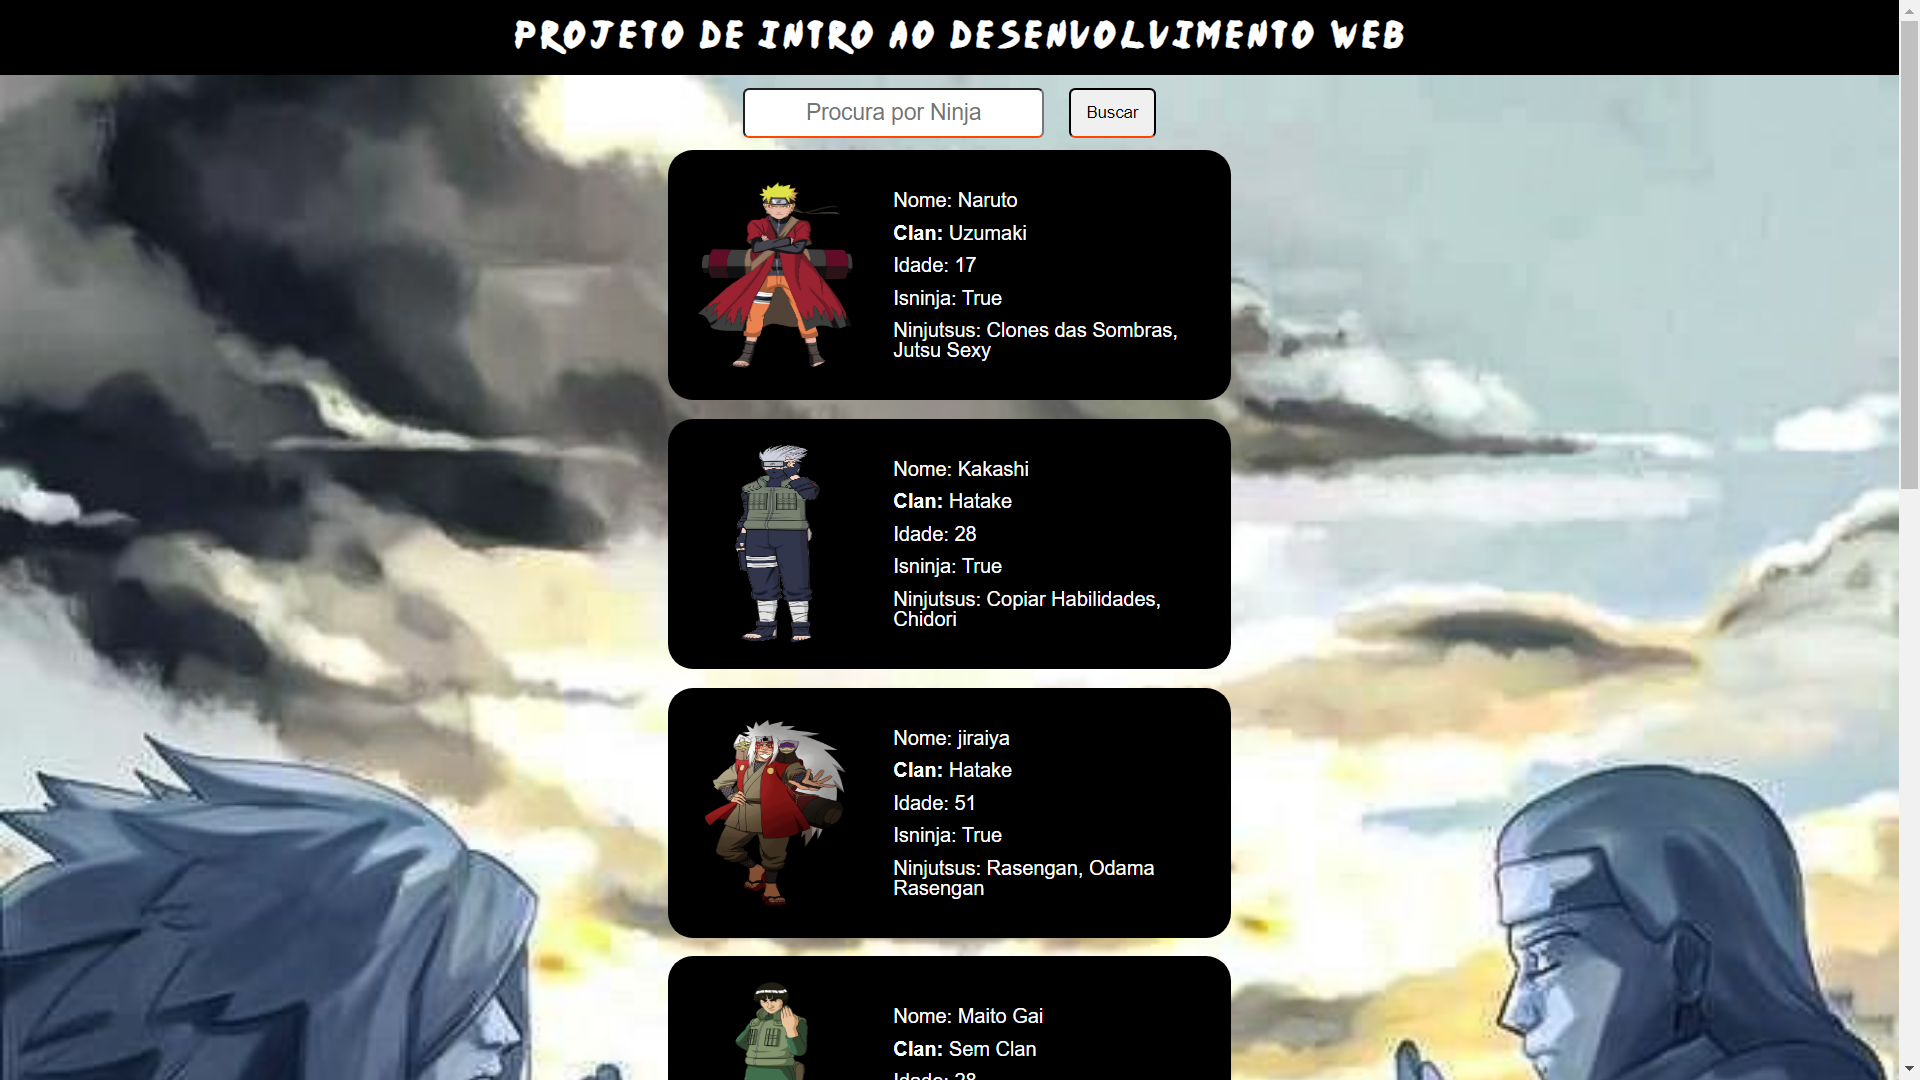 PROJETO DE INTRO AO DESENVOLVIMENTO WEB
Procura por Ninja
Buscar
Nome: Naruto
Clan: Uzumaki
Idade: 17
Isninja: True
Ninjutsus: Clones das Sombras,
Jutsu Sexy
Nome: Kakashi
Clan: Hatake
Idade: 28
Isninja: True
Ninjutsus: Copiar Habilidades,
Chidori
Nome: jiraiya
Clan: Hatake
Idade: 51
Isninja: True
Ninjutsus: Rasengan, Odama
Rasengan
Nome: Maito Gai
Clan: Sem Clan
Idade: 28